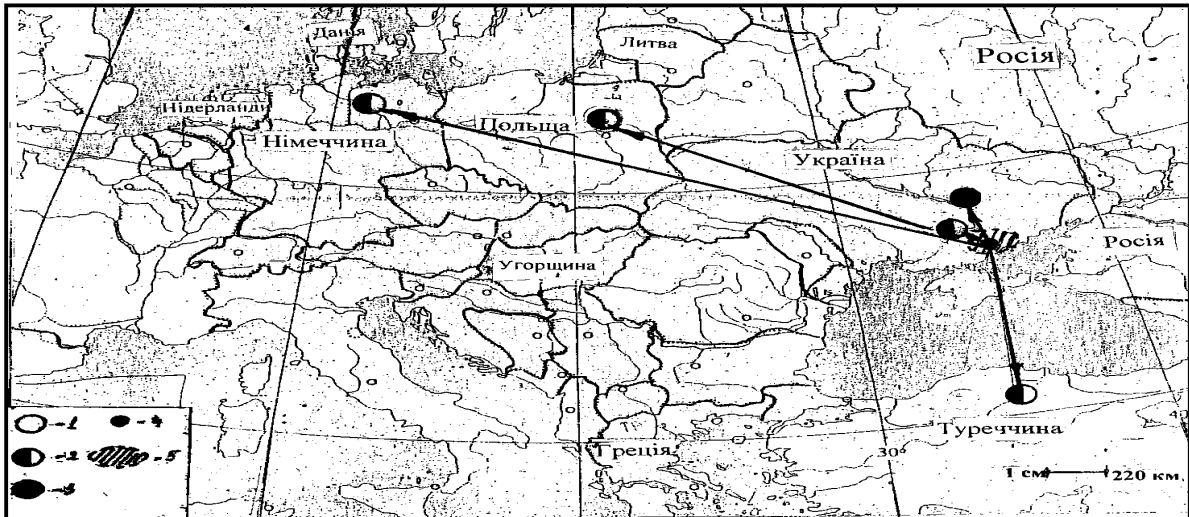 Данія
Литва
Росія
Нідерланди
Польща
Німеччина
Україна
Росія
Угорщина
Туреччина
Греція
30°
40
1 см 220 км.
-1
-4
-2
-5
-3